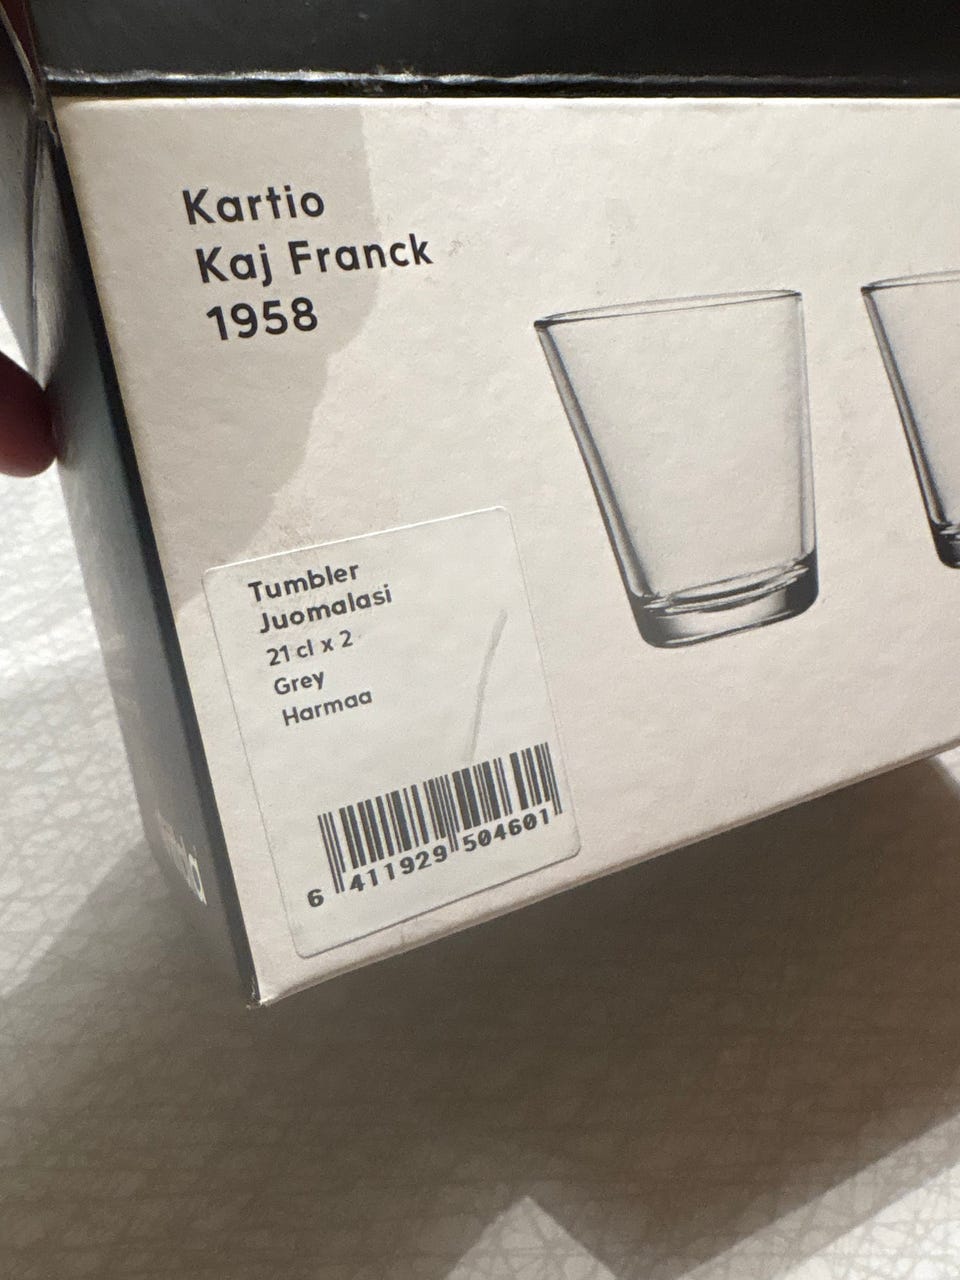 Kartio
Kaj Franck
1958
Tumbler
Juomalasi
21 cl x 2
Grey
Harmaa
6 411929 504601